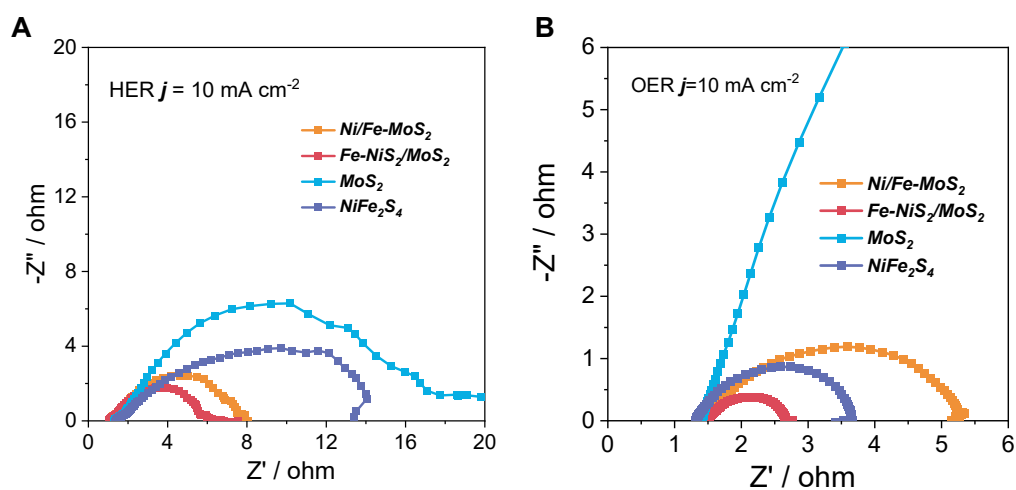 A
HER j = 10 mA cm-2
Ni/Fe-MoS2
Fe-NiS2/MoS2
MoS2
NiFe2S4
-Z" / ohm
20
16
12
8
4
0
0 4 8 12 16 20
Z' / ohm
B
OER j=10 mA cm-2
Ni/Fe-MoS2
Fe-NiS2/MoS2
MoS2
NiFe2S4
-Z" / ohm
6
5
4
3
2
1
0
0 1 2 3 4 5 6
Z' / ohm